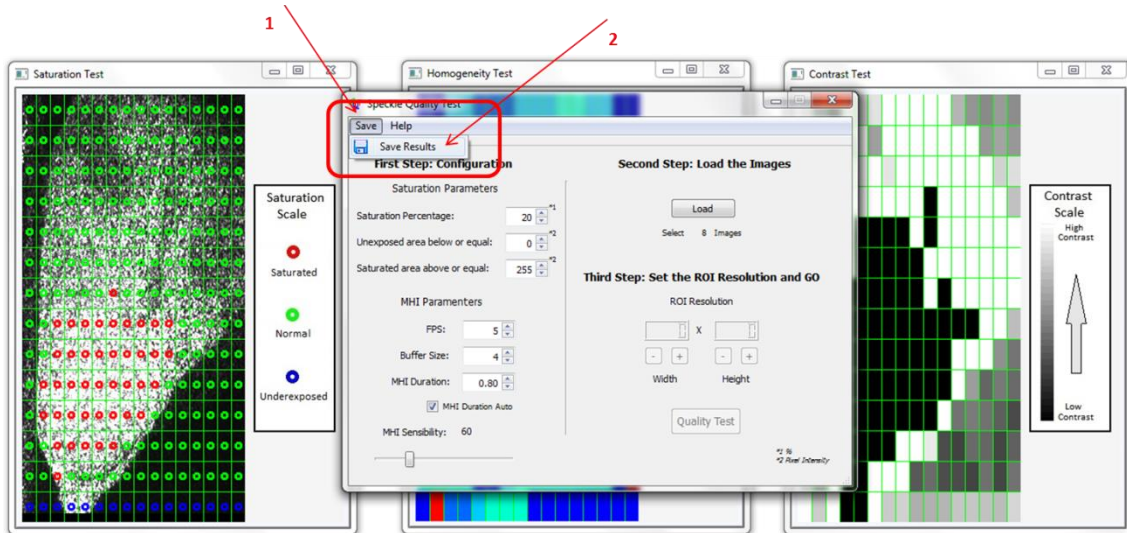 1
2
Saturation Test
Homogeneity Test
Contrast Test
Speckle Quality Test
Save Help
Save Results
First Step: Configuration
Saturation Parameters
Saturation Percentage: 20 *1
Unexposed area below or equal: 0 *2
Saturated area above or equal: 255 *2
MHI Paramenters
FPS: 5
Buffer Size: 4
MHI Duration: 0.80
MHI Duration Auto
MHI Sensibility: 60
Second Step: Load the Images
Load
Select 8 Images
Third Step: Set the ROI Resolution and GO
ROI Resolution
X
- + - +
Width Height
Quality Test
*1 %
*2 Pixel Intensity
Saturation
Scale
Saturated
Normal
Underexposed
Contrast
Scale
High
Contrast
Low
Contrast